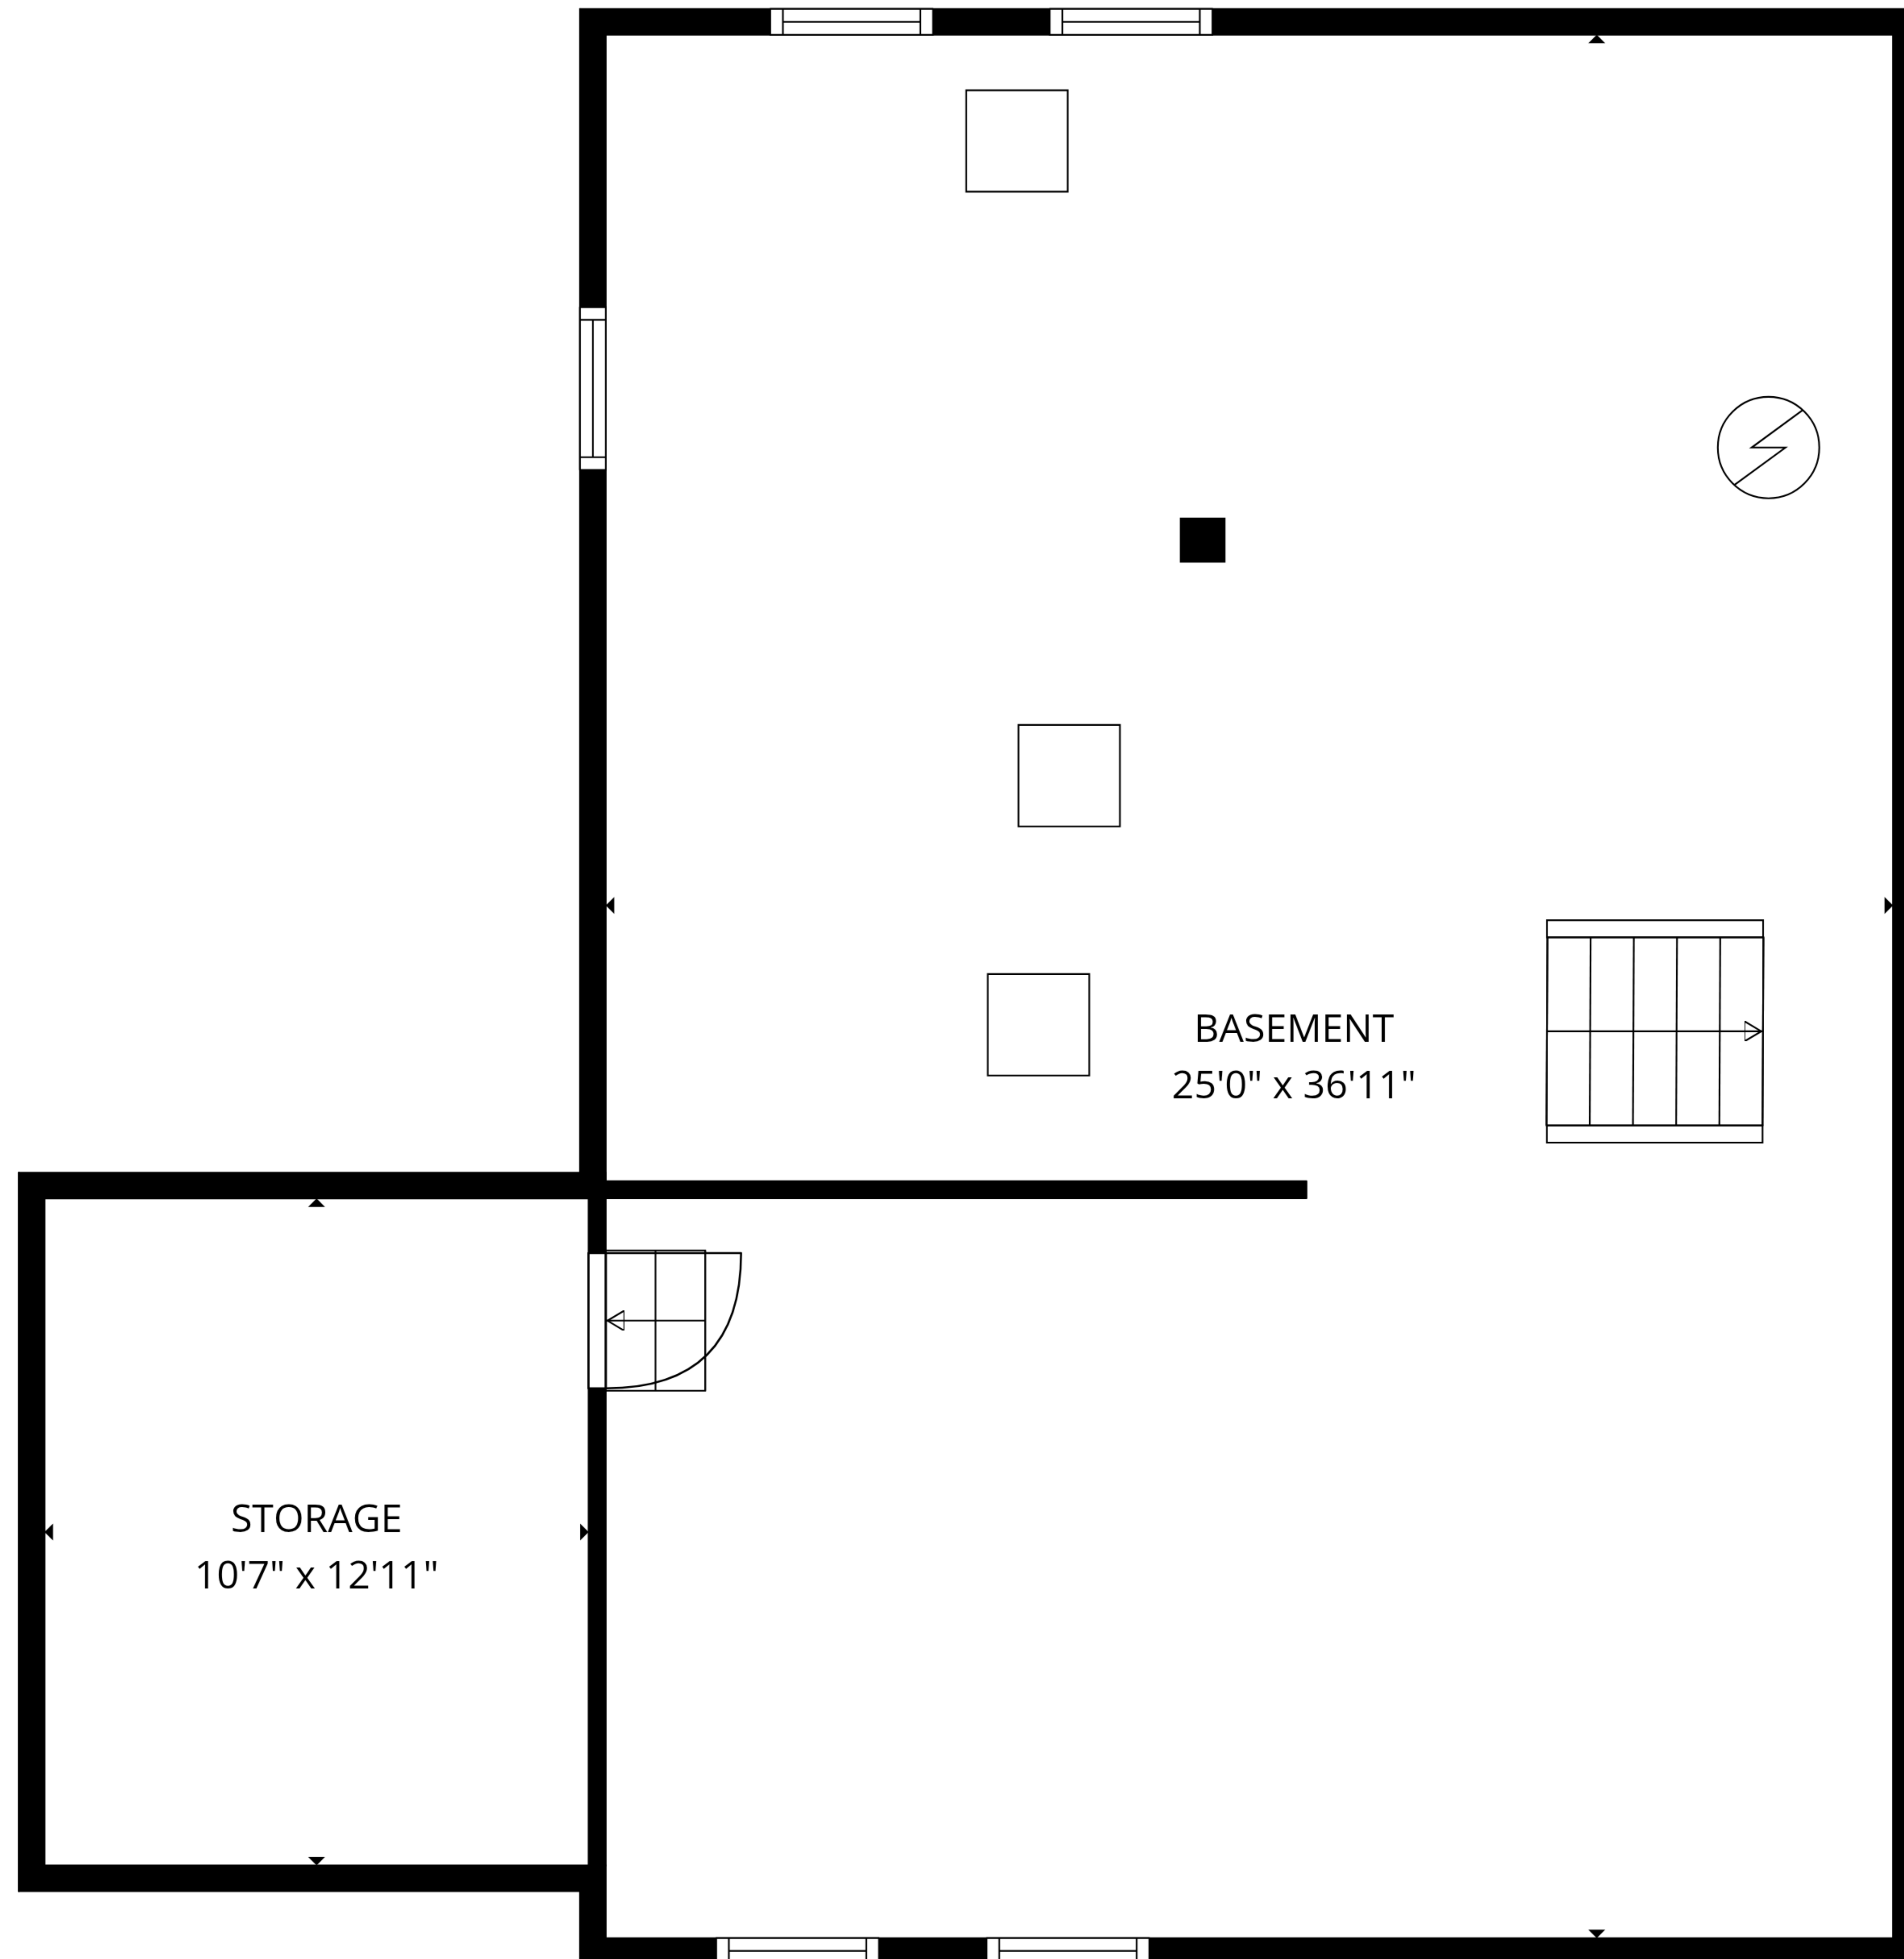 BASEMENT
25'0" x 36'11"
STORAGE
10'7" x 12'11"